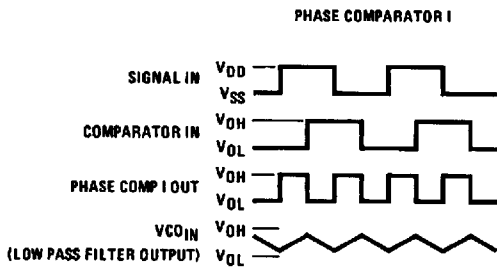 PHASE COMPARATOR I
SIGNAL IN
VDD
VSS
COMPARATOR IN
VOH
VOL
PHASE COMP I OUT
VOH
VOL
VCOIN
(LOW PASS FILTER OUTPUT)
VOH
VOL